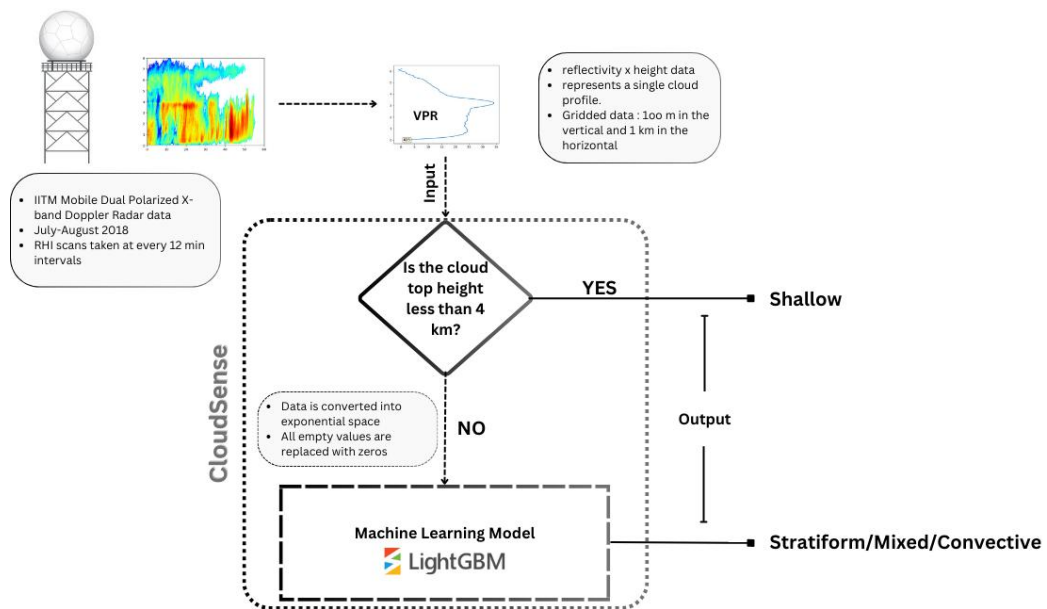 VPR
• reflectivity x height data
• represents a single cloud
profile.
• Gridded data : 1oo m in the
vertical and 1 km in the
horizontal
• IITM Mobile Dual Polarized X-
band Doppler Radar data
• July-August 2018
• RHI scans taken at every 12 min
intervals
Input
Is the cloud
top height
less than 4
km?
YES
Shallow
CloudSense
• Data is converted into
exponential space
• All empty values are
replaced with zeros
NO
Output
Machine Learning Model
LightGBM
Stratiform/Mixed/Convective